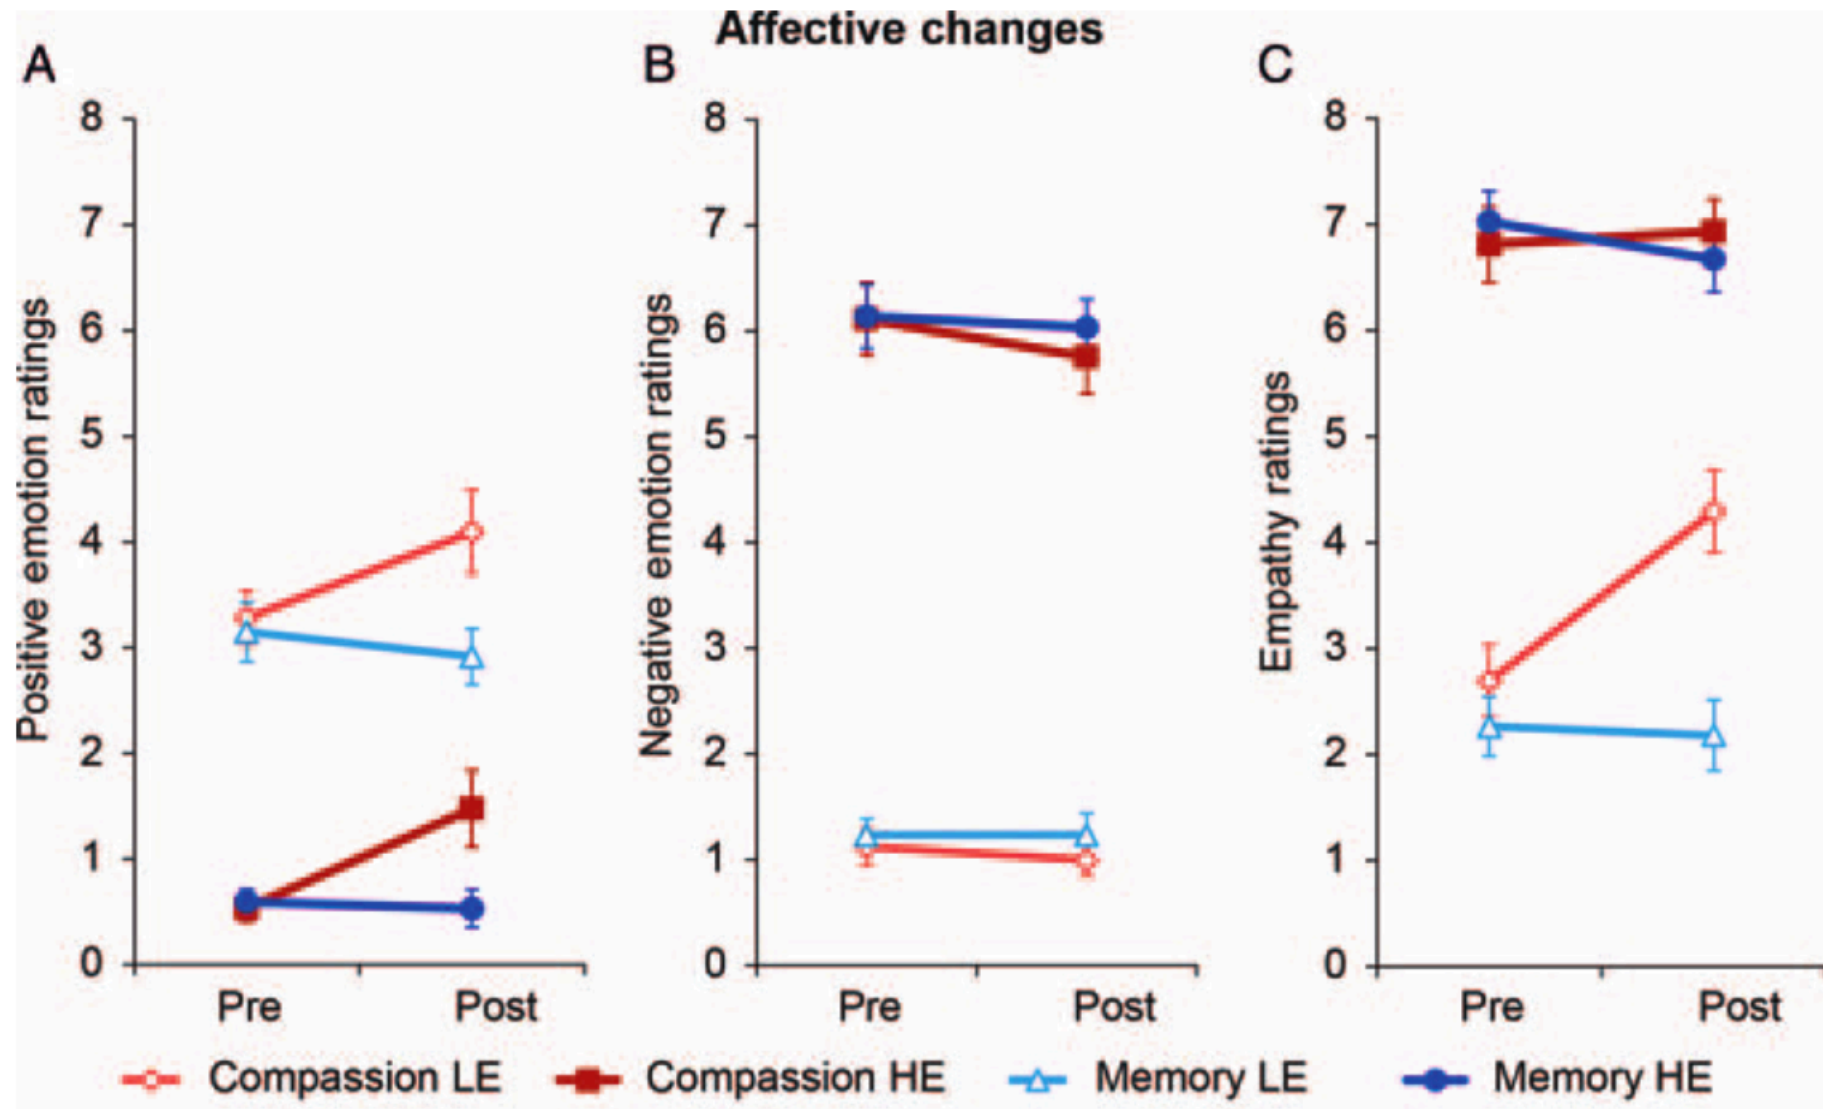 Affective changes
A
B
C
Positive emotion ratings
8
7
6
5
4
3
2
1
0
Pre Post
Negative emotion ratings
8
7
6
5
4
3
2
1
0
Pre Post
Empathy ratings
8
7
6
5
4
3
2
1
0
Pre Post
Compassion LE Compassion HE Memory LE Memory HE